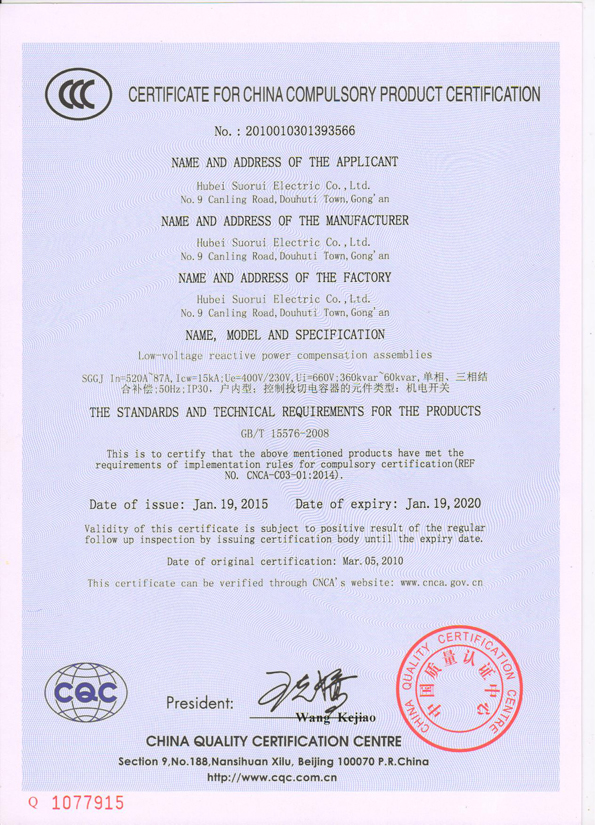 CCC
CERTIFICATE FOR CHINA COMPULSORY PRODUCT CERTIFICATION
No.: 2010010301393566
NAME AND ADDRESS OF THE APPLICANT
Hubei Suorui Electric Co.,Ltd.
No.9 Canling Road,Douhuti Town,Gong'an
NAME AND ADDRESS OF THE MANUFACTURER
Hubei Suorui Electric Co.,Ltd.
No.9 Canling Road,Douhuti Town,Gong'an
NAME AND ADDRESS OF THE FACTORY
Hubei Suorui Electric Co.,Ltd.
No.9 Canling Road,Douhuti Town,Gong'an
NAME, MODEL AND SPECIFICATION
Low-voltage reactive power compensation assemblies
SGGJ In=520A~87A,Icw=15kA;Ue=400V/230V,Ui=660V;360kvar~60kvar,单相、三相结
合补偿;50Hz;IP30. 户内型; 控制投切电容器的元件类型: 机电开关
THE STANDARDS AND TECHNICAL REQUIREMENTS FOR THE PRODUCTS
GB/T 15576-2008
This is to certify that the above mentioned products have met the
requirements of implementation rules for compulsory certification(REF
NO. CNCA-C03-01:2014).
Date of issue: Jan.19,2015 Date of expiry: Jan.19,2020
Validity of this certificate is subject to positive result of the regular
follow up inspection by issuing certification body until the expiry date.
Date of original certification: Mar.05,2010
This certificate can be verified through CNCA's website: www.cnca.gov.cn
CQC
President:
Wang Kejiao
CHINA QUALITY CERTIFICATION CENTRE
中国质量认证中心
CHINA QUALITY CERTIFICATION CENTRE
Section 9,No.188,Nansihuan Xilu, Beijing 100070 P.R.China
http://www.cqc.com.cn
Q 1077915